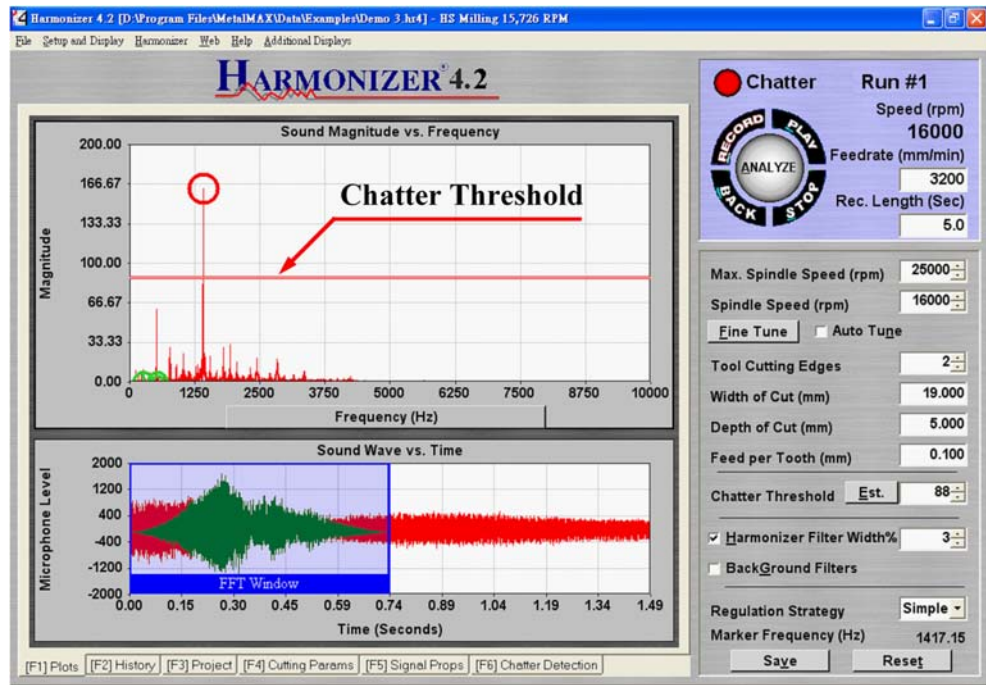 Harmonizer 4.2 [D:\Program Files\MetalMAX\Data\Examples\Demo 3.hr4] - HS Milling 15,726 RPM
File Setup and Display Harmonizer Web Help Additional Displays
HARMONIZER® 4.2
Sound Magnitude vs. Frequency
200.00
166.67
133.33
100.00
66.67
33.33
0.00
Magnitude
Chatter Threshold
0 1250 2500 3750 5000 6250 7500 8750 10000
Frequency (Hz)
Sound Wave vs. Time
2000
1200
400
-400
-1200
-2000
Microphone Level
FFT Window
0.00 0.15 0.30 0.45 0.59 0.74 0.89 1.04 1.19 1.34 1.49
Time (Seconds)
[F1] Plots [F2] History [F3] Project [F4] Cutting Params [F5] Signal Props [F6] Chatter Detection
Chatter Run #1
RECORD PLAY
ANALYZE
BACK STOP
Speed (rpm)
16000
Feedrate (mm/min)
3200
Rec. Length (Sec)
5.0
Max. Spindle Speed (rpm) 25000
Spindle Speed (rpm) 16000
Fine Tune Auto Tune
Tool Cutting Edges 2
Width of Cut (mm) 19.000
Depth of Cut (mm) 5.000
Feed per Tooth (mm) 0.100
Chatter Threshold Est. 88
Harmonizer Filter Width% 3
BackGround Filters
Regulation Strategy Simple
Marker Frequency (Hz) 1417.15
Save Reset